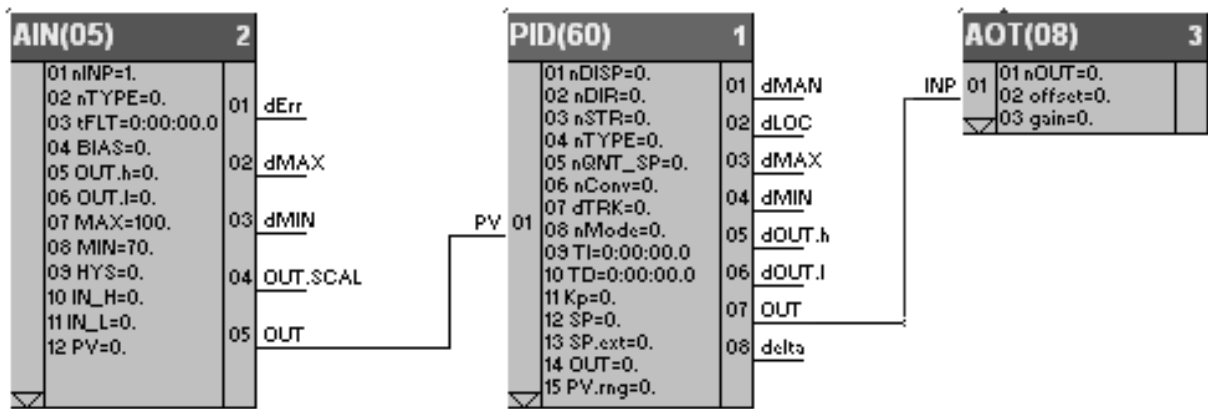 AIN(05) 2
01 nINP=1.
02 nTYPE=0.
03 tFLT=0:00:00.0
04 BIAS=0.
05 OUT.h=0.
06 OUT.l=0.
07 MAX=100.
08 MIN=70.
09 HYS=0.
10 IN_H=0.
11 IN_L=0.
12 PV=0.
01 dErr
02 dMAX
03 dMIN
04 OUT.SCAL
05 OUT
PID(60) 1
PV 01
01 nDISP=0.
02 nDIR=0.
03 nSTR=0.
04 nTYPE=0.
05 nQNT_SP=0.
06 nConv=0.
07 dTRK=0.
08 nMode=0.
09 TI=0:00:00.0
10 TD=0:00:00.0
11 Kp=0.
12 SP=0.
13 SP.ext=0.
14 OUT=0.
15 PV.rng=0.
01 dMAN
02 dLOC
03 dMAX
04 dMIN
05 dOUT.h
06 dOUT.l
07 OUT
08 delta
AOT(08) 3
INP 01
01 nOUT=0.
02 offset=0.
03 gain=0.